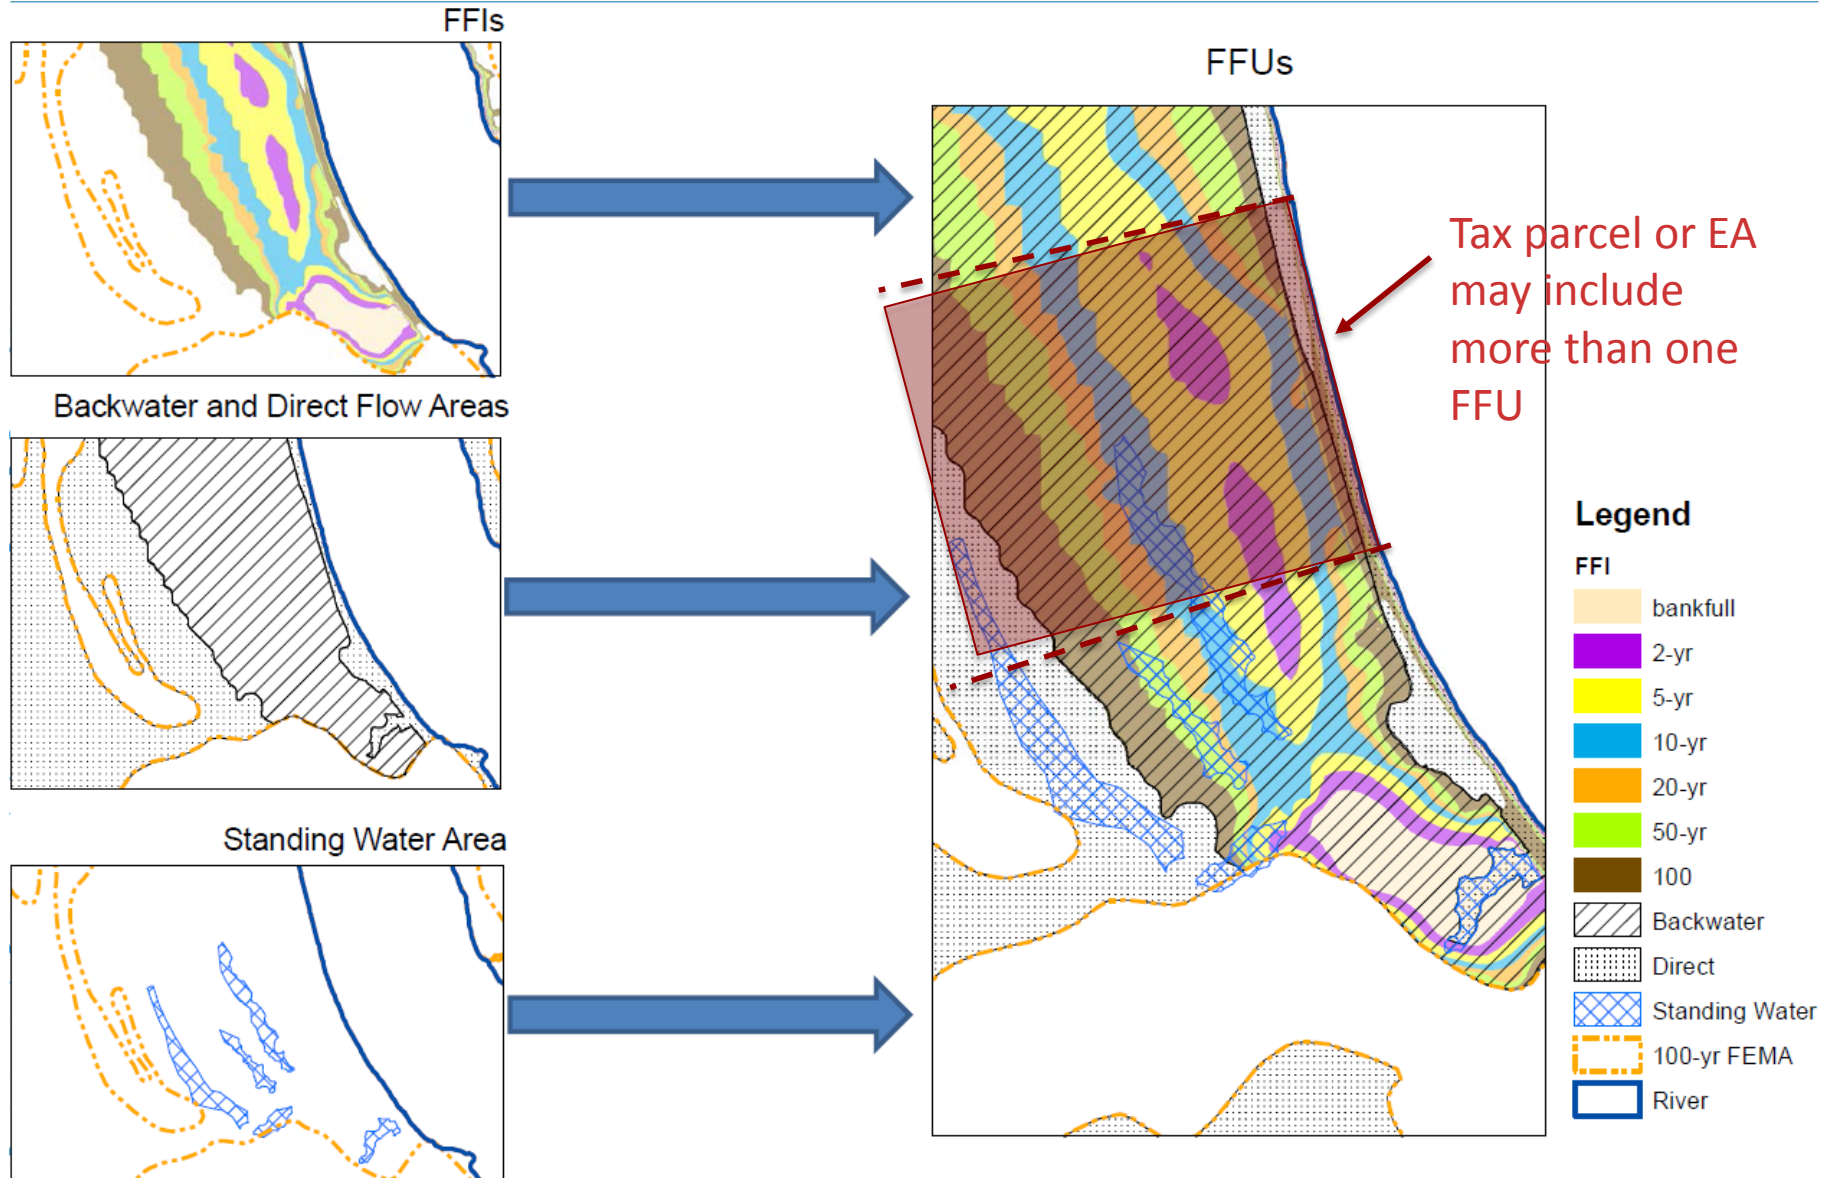 FFIs
FFUs
Tax parcel or EA
may include
more than one
FFU
Backwater and Direct Flow Areas
Standing Water Area
Legend
FFI
bankfull
2-yr
5-yr
10-yr
20-yr
50-yr
100
Backwater
Direct
Standing Water
100-yr FEMA
River